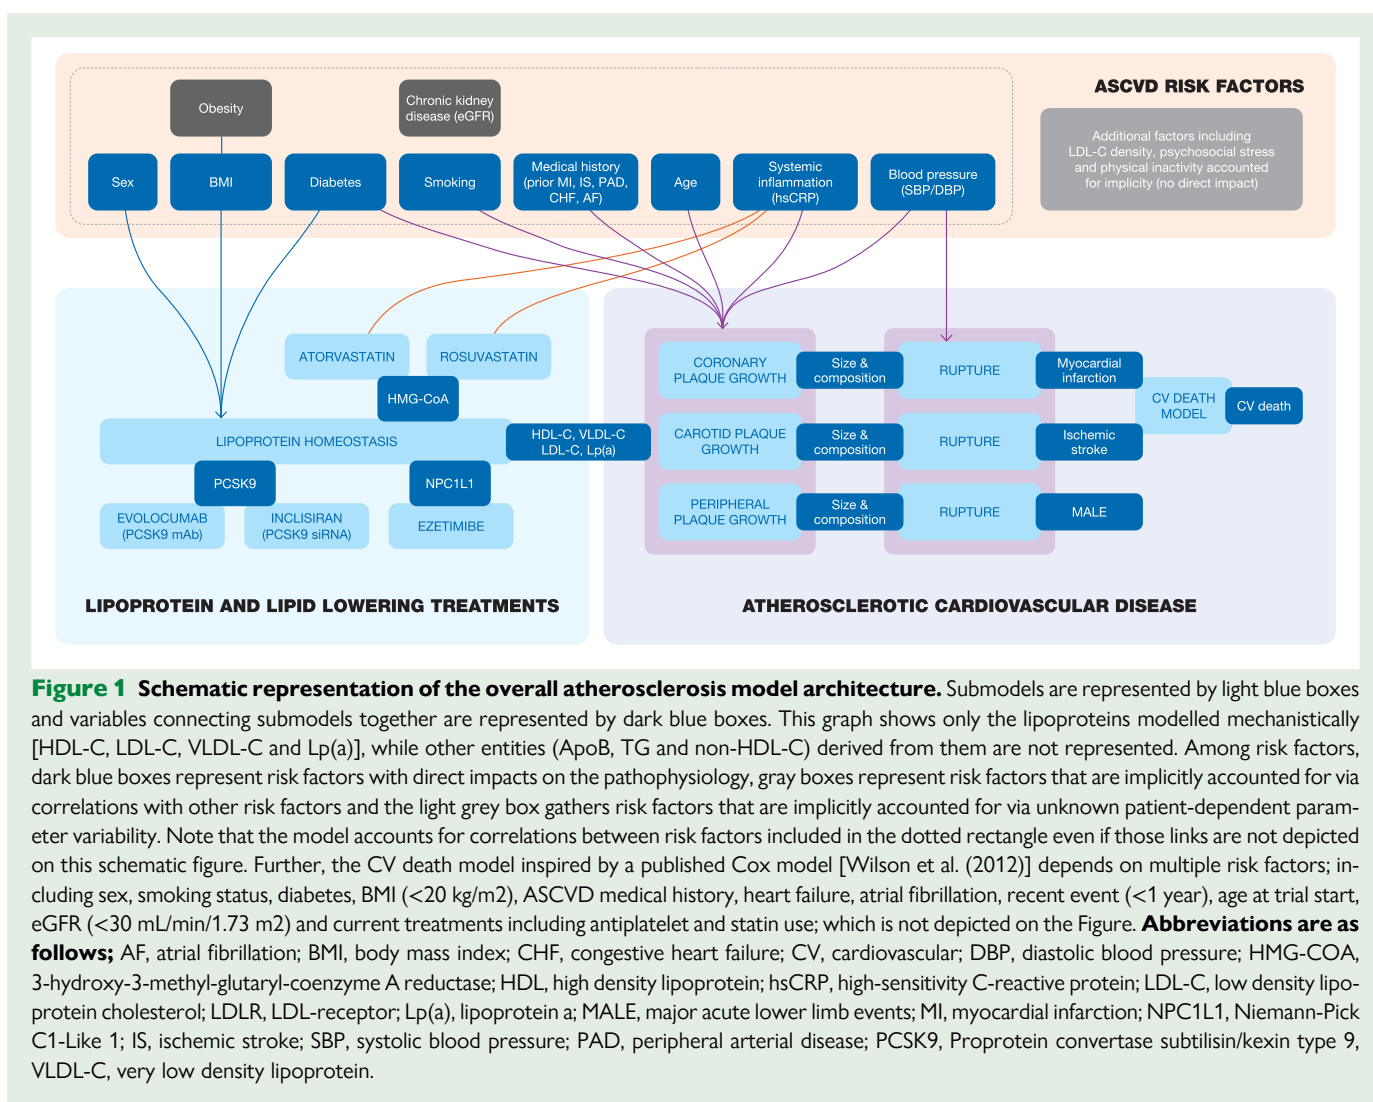 ASCVD RISK FACTORS
Obesity
Chronic kidney
disease (eGFR)
Additional factors including
LDL-C density, psychosocial stress
and physical inactivity accounted
for implicity (no direct impact)
Sex
BMI
Diabetes
Smoking
Medical history
(prior MI, IS, PAD,
CHF, AF)
Age
Systemic
inflammation
(hsCRP)
Blood pressure
(SBP/DBP)
ATORVASTATIN
ROSUVASTATIN
HMG-CoA
LIPOPROTEIN HOMEOSTASIS
HDL-C, VLDL-C
LDL-C, Lp(a)
PCSK9
NPC1L1
EVOLOCUMAB
(PCSK9 mAb)
INCLISIRAN
(PCSK9 siRNA)
EZETIMIBE
LIPOPROTEIN AND LIPID LOWERING TREATMENTS
CORONARY
PLAQUE GROWTH
Size &
composition
RUPTURE
Myocardial
infarction
CV DEATH
MODEL
CV death
CAROTID PLAQUE
GROWTH
Size &
composition
RUPTURE
Ischemic
stroke
PERIPHERAL
PLAQUE GROWTH
Size &
composition
RUPTURE
MALE
ATHEROSCLEROTIC CARDIOVASCULAR DISEASE
Figure 1 Schematic representation of the overall atherosclerosis model architecture. Submodels are represented by light blue boxes
and variables connecting submodels together are represented by dark blue boxes. This graph shows only the lipoproteins modelled mechanistically
[HDL-C, LDL-C, VLDL-C and Lp(a)], while other entities (ApoB, TG and non-HDL-C) derived from them are not represented. Among risk factors,
dark blue boxes represent risk factors with direct impacts on the pathophysiology, gray boxes represent risk factors that are implicitly accounted for via
correlations with other risk factors and the light grey box gathers risk factors that are implicitly accounted for via unknown patient-dependent param-
eter variability. Note that the model accounts for correlations between risk factors included in the dotted rectangle even if those links are not depicted
on this schematic figure. Further, the CV death model inspired by a published Cox model [Wilson et al. (2012)] depends on multiple risk factors; in-
cluding sex, smoking status, diabetes, BMI (<20 kg/m2), ASCVD medical history, heart failure, atrial fibrillation, recent event (<1 year), age at trial start,
eGFR (<30 mL/min/1.73 m2) and current treatments including antiplatelet and statin use; which is not depicted on the Figure. Abbreviations are as
follows; AF, atrial fibrillation; BMI, body mass index; CHF, congestive heart failure; CV, cardiovascular; DBP, diastolic blood pressure; HMG-COA,
3-hydroxy-3-methyl-glutaryl-coenzyme A reductase; HDL, high density lipoprotein; hsCRP, high-sensitivity C-reactive protein; LDL-C, low density lipo-
protein cholesterol; LDLR, LDL-receptor; Lp(a), lipoprotein a; MALE, major acute lower limb events; MI, myocardial infarction; NPC1L1, Niemann-Pick
C1-Like 1; IS, ischemic stroke; SBP, systolic blood pressure; PAD, peripheral arterial disease; PCSK9, Proprotein convertase subtilisin/kexin type 9,
VLDL-C, very low density lipoprotein.